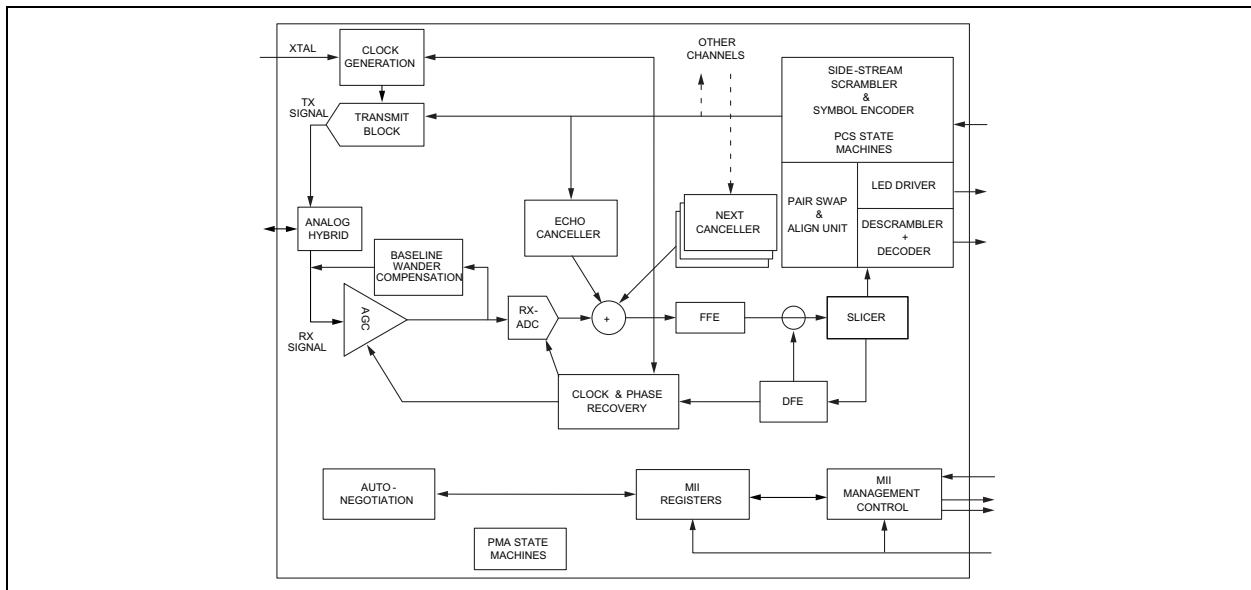 XTAL
CLOCK
GENERATION
OTHER
CHANNELS
SIDE-STREAM
SCRAMBLER
&
SYMBOL ENCODER
PCS STATE
MACHINES
TX
SIGNAL
TRANSMIT
BLOCK
LED DRIVER
PAIR SWAP
&
ALIGN UNIT
DESCRAMBLER
+
DECODER
ANALOG
HYBRID
ECHO
CANCELLER
NEXT
CANCELLER
BASELINE
WANDER
COMPENSATION
AGC
RX-
ADC
+
FFE
SLICER
RX
SIGNAL
CLOCK & PHASE
RECOVERY
DFE
AUTO-
NEGOTIATION
MII
REGISTERS
MII
MANAGEMENT
CONTROL
PMA STATE
MACHINES